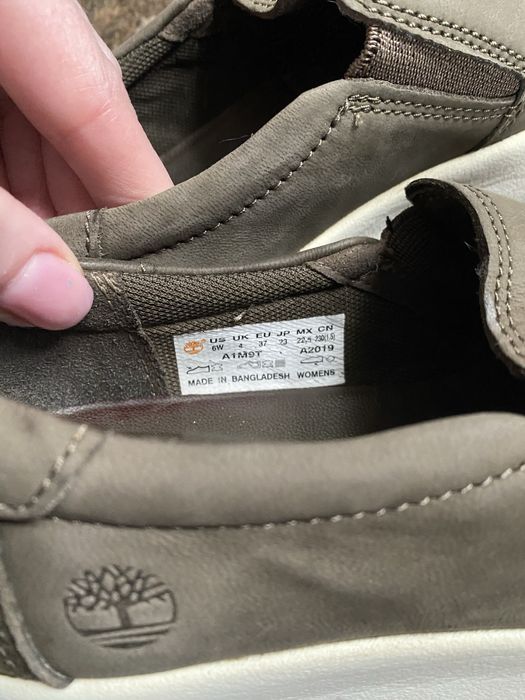 US UK EU JP MX CN
6W 4 37 23 22,5 230(1.5)
A1M9T A2019
MADE IN BANGLADESH WOMENS